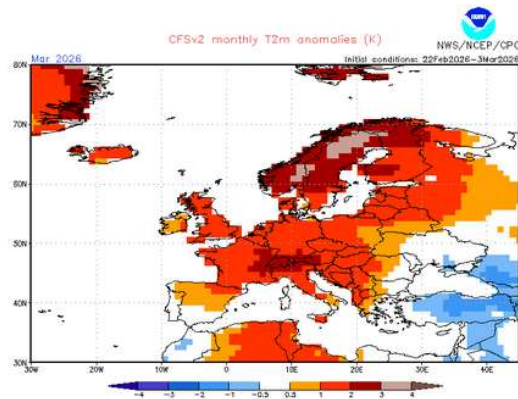 NOAA
NWS/NCEP/CPC
CFSv2 monthly T2m anomalies (K)
Mar 2026
Initial conditions: 22Feb2026-3Mar2026
80N
70N
60N
50N
40N
30N
30W 20W 10W 0 10E 20E 30E 40E
-4 -3 -2 -1 -0.5 0.5 1 2 3 4